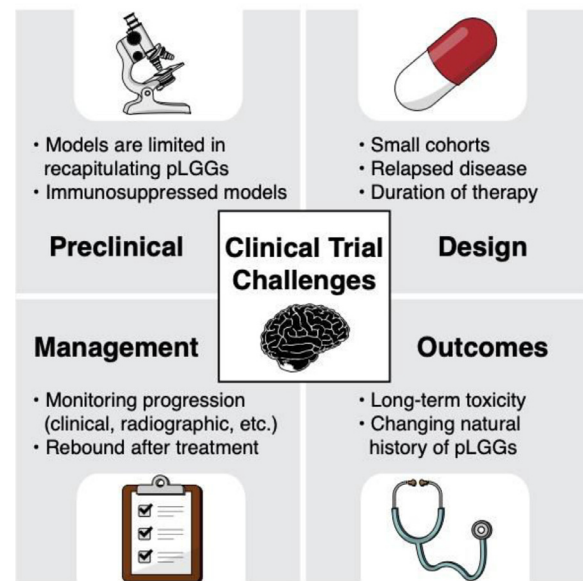 • Models are limited in
recapitulating pLGGs
• Immunosuppressed models
Preclinical
• Small cohorts
• Relapsed disease
• Duration of therapy
Design
Clinical Trial
Challenges
Management
• Monitoring progression
(clinical, radiographic, etc.)
• Rebound after treatment
Outcomes
• Long-term toxicity
• Changing natural
history of pLGGs